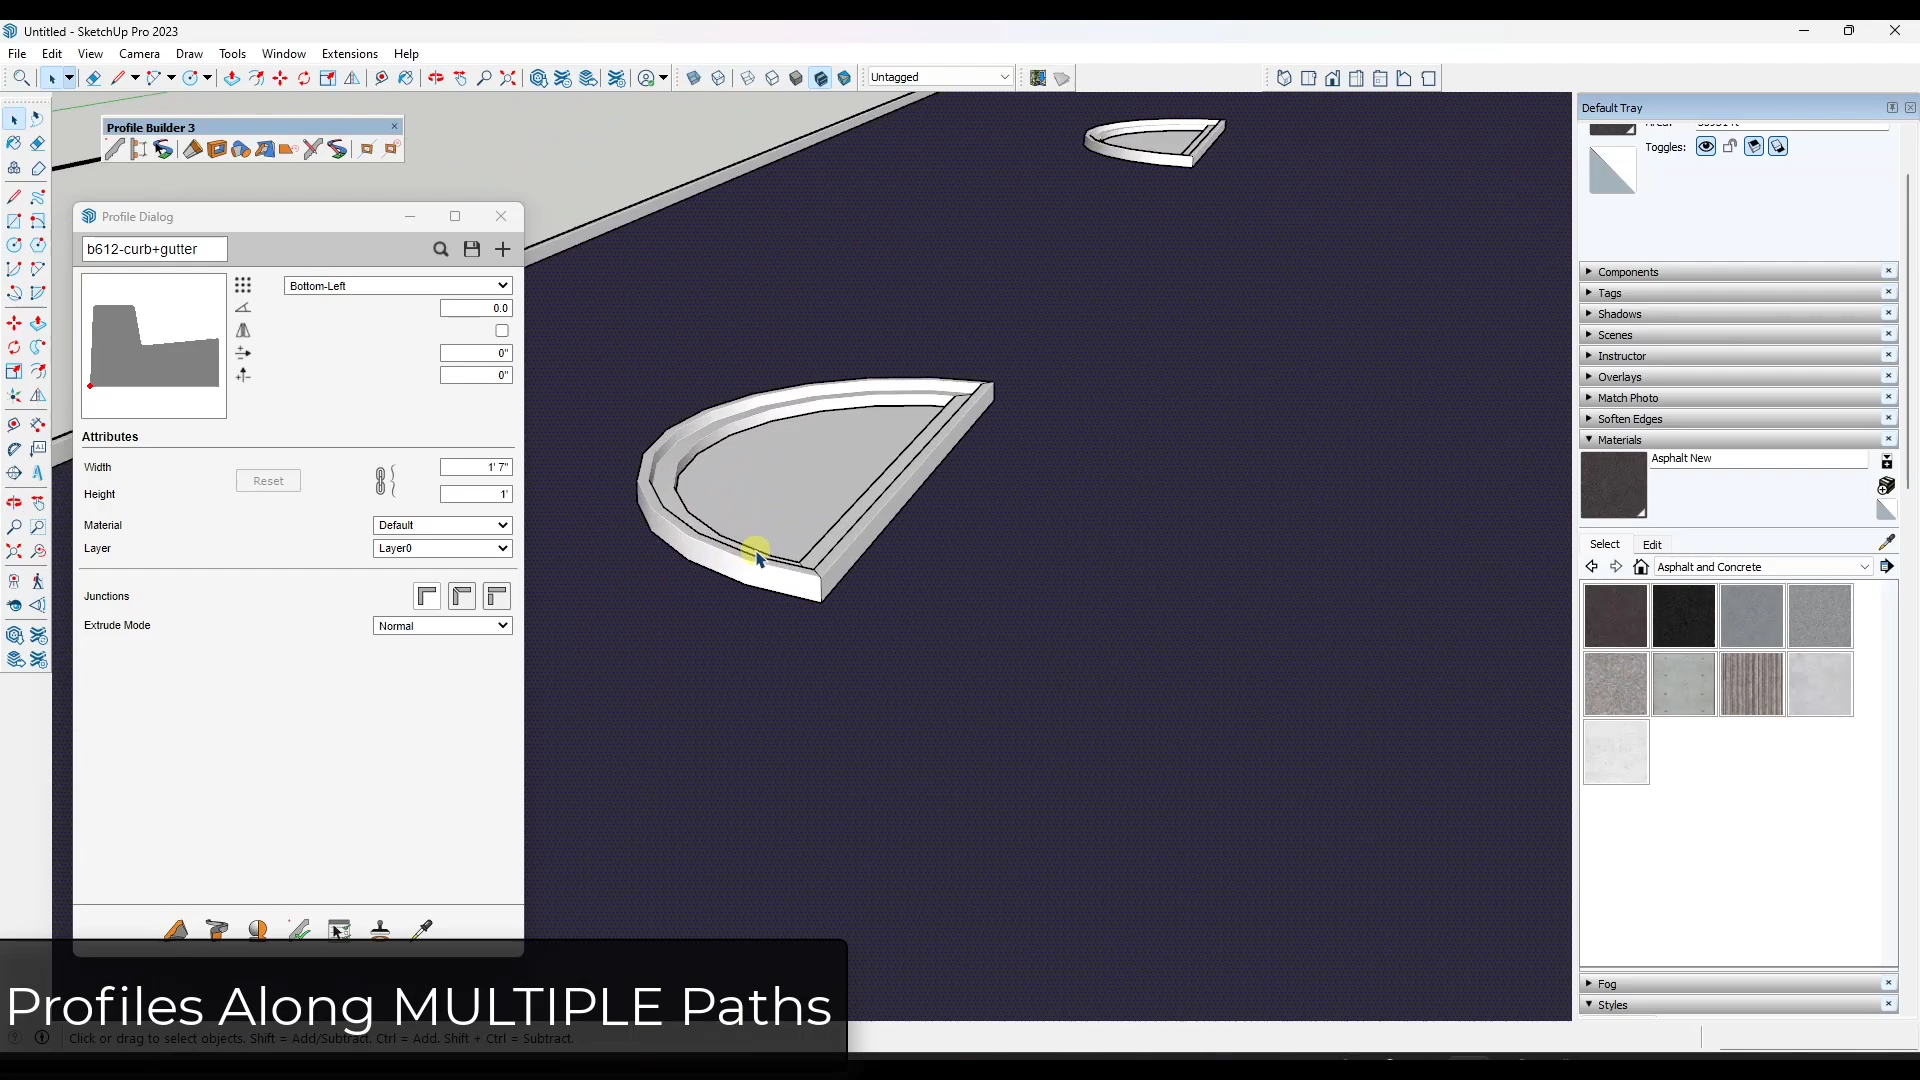 Untitled - SketchUp Pro 2023
File Edit View Camera Draw Tools Window Extensions Help
Untagged
Profile Builder 3
Default Tray
Toggles:
Profile Dialog
b612-curb+gutter
Bottom-Left
0.0
0"
0"
Attributes
Width 1' 7"
Reset
Height 1'
Material Default
Layer Layer0
Junctions
Extrude Mode Normal
Components
Tags
Shadows
Scenes
Instructor
Overlays
Match Photo
Soften Edges
Materials
Asphalt New
Select Edit
Asphalt and Concrete
Fog
Styles
Profiles Along MULTIPLE Paths
Click or drag to select objects. Shift = Add/Subtract. Ctrl = Add. Shift + Ctrl = Subtract.